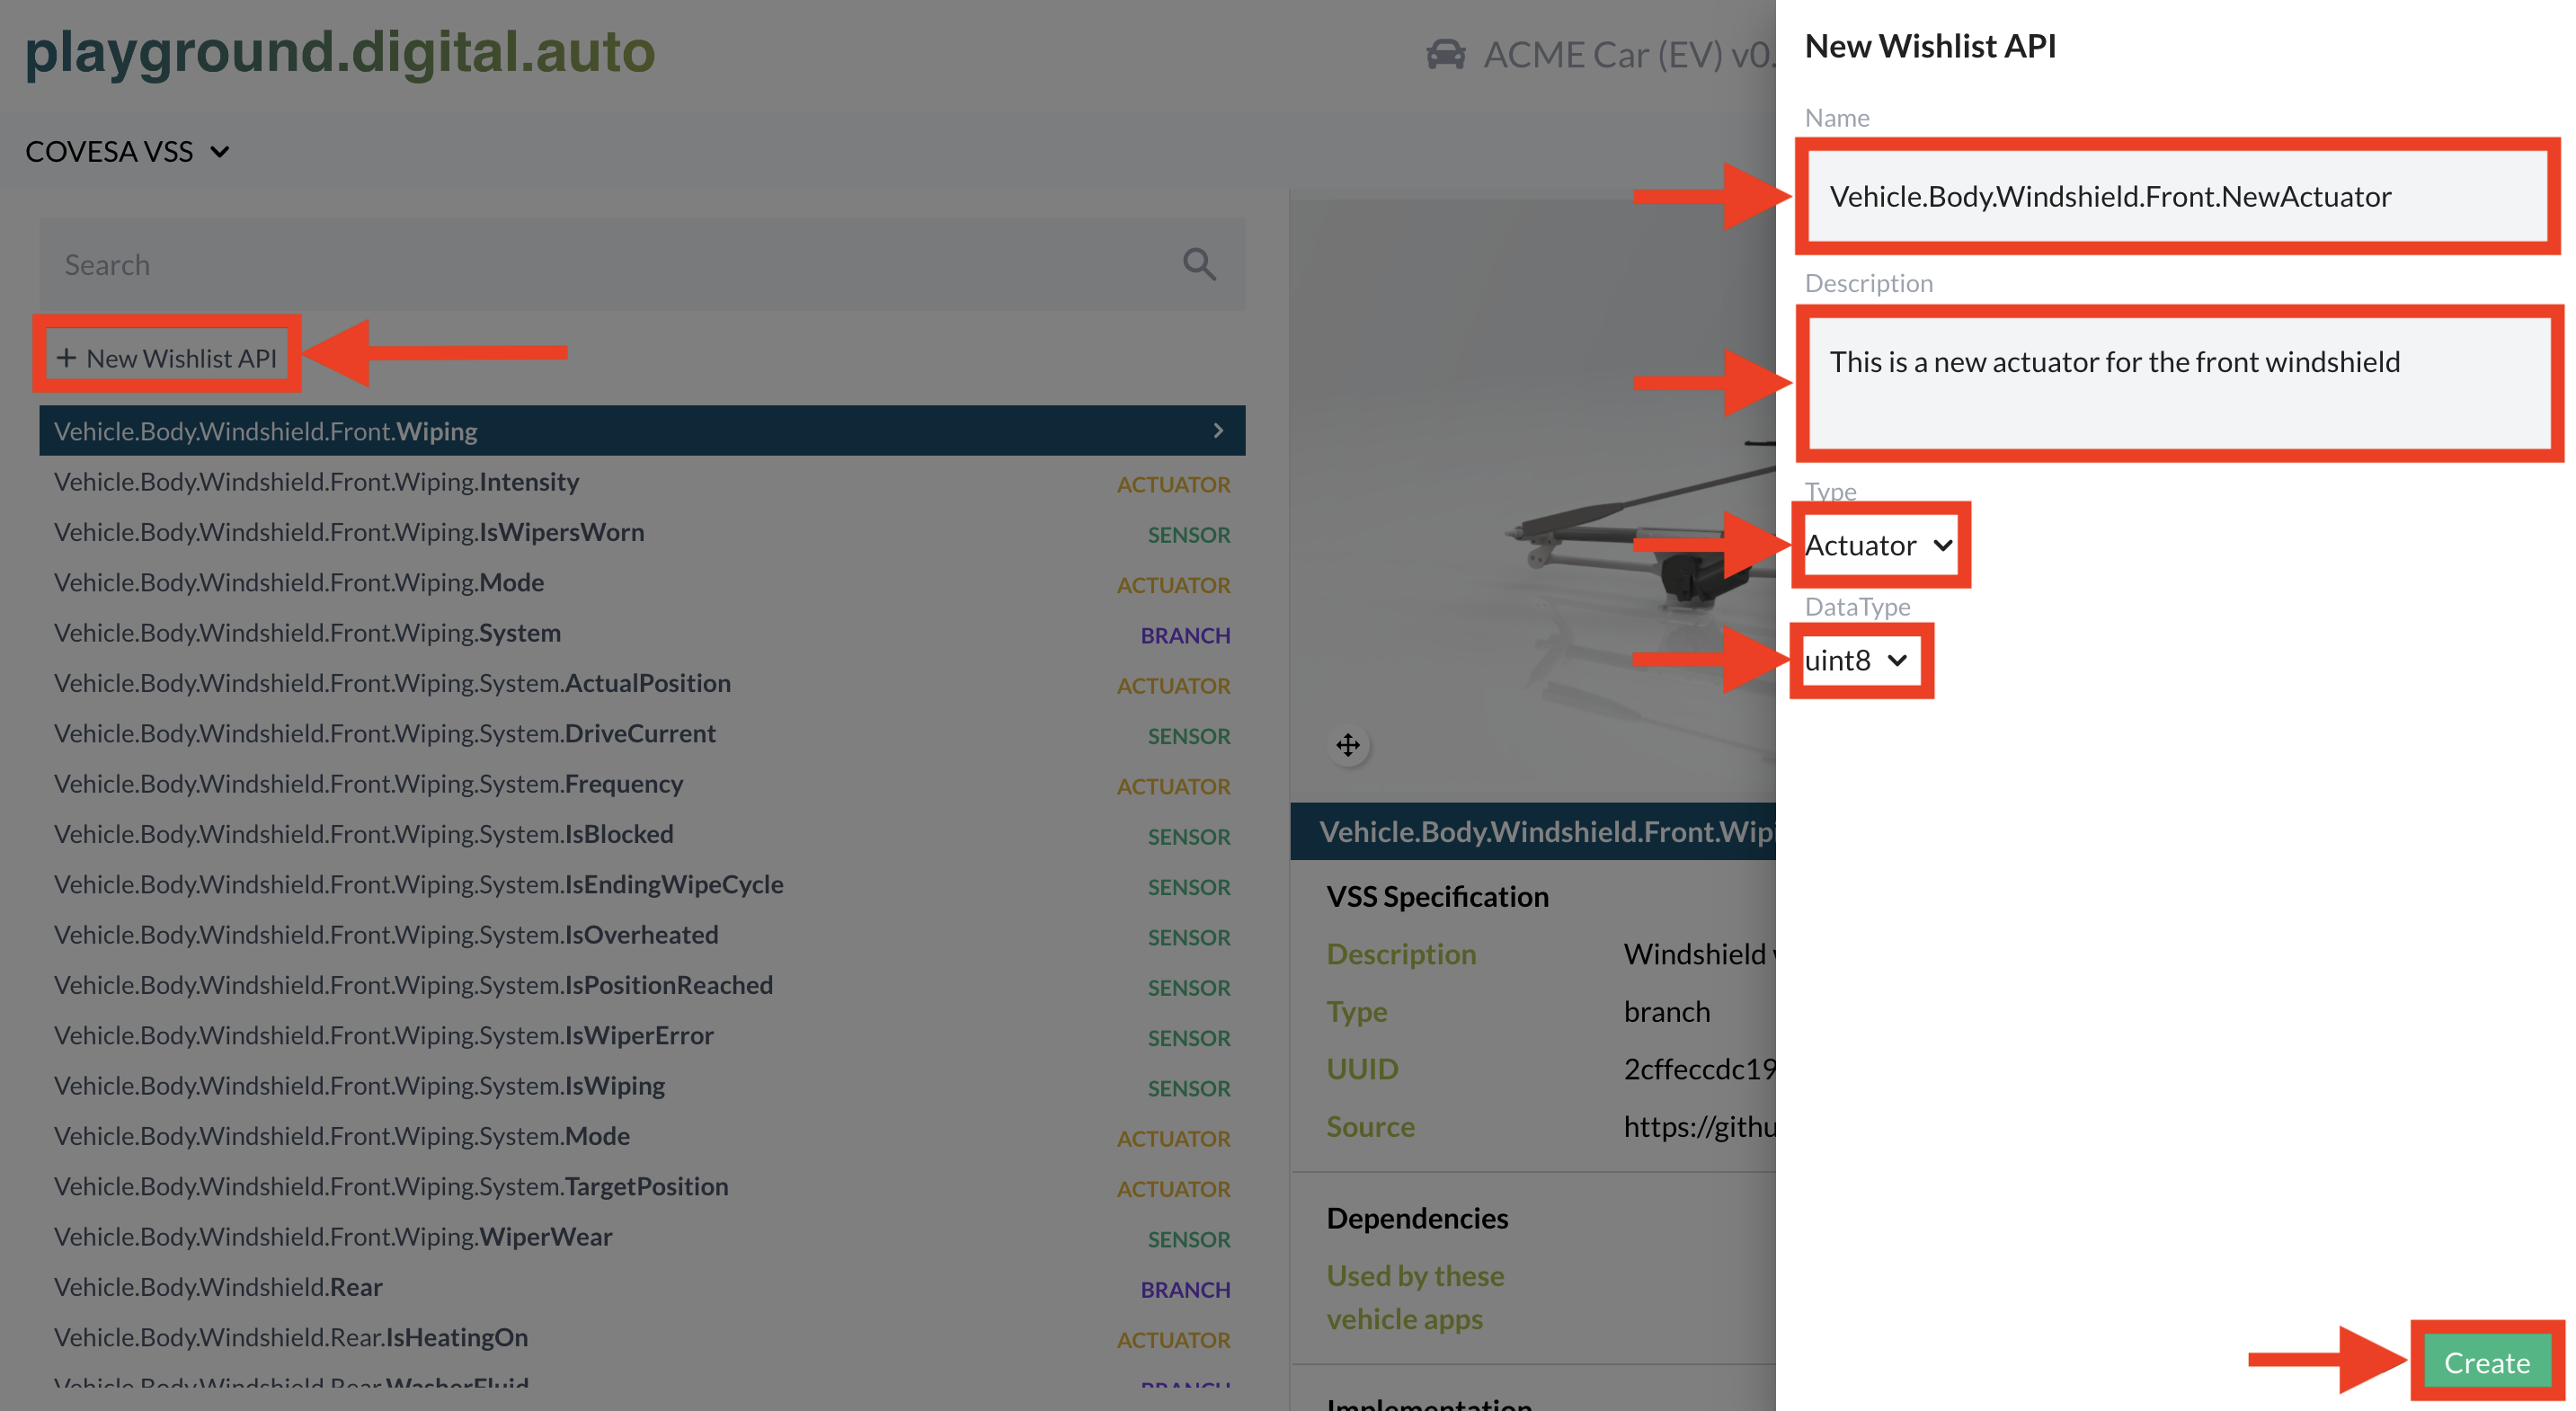 playground.digital.auto
ACME Car (EV) v0.
COVESA VSS
Search
+ New Wishlist API
Vehicle.Body.Windshield.Front.Wiping
Vehicle.Body.Windshield.Front.Wiping.Intensity ACTUATOR
Vehicle.Body.Windshield.Front.Wiping.IsWipersWorn SENSOR
Vehicle.Body.Windshield.Front.Wiping.Mode ACTUATOR
Vehicle.Body.Windshield.Front.Wiping.System BRANCH
Vehicle.Body.Windshield.Front.Wiping.System.ActualPosition ACTUATOR
Vehicle.Body.Windshield.Front.Wiping.System.DriveCurrent SENSOR
Vehicle.Body.Windshield.Front.Wiping.System.Frequency ACTUATOR
Vehicle.Body.Windshield.Front.Wiping.System.IsBlocked SENSOR
Vehicle.Body.Windshield.Front.Wiping.System.IsEndingWipeCycle SENSOR
Vehicle.Body.Windshield.Front.Wiping.System.IsOverheated SENSOR
Vehicle.Body.Windshield.Front.Wiping.System.IsPositionReached SENSOR
Vehicle.Body.Windshield.Front.Wiping.System.IsWiperError SENSOR
Vehicle.Body.Windshield.Front.Wiping.System.IsWiping SENSOR
Vehicle.Body.Windshield.Front.Wiping.System.Mode ACTUATOR
Vehicle.Body.Windshield.Front.Wiping.System.TargetPosition ACTUATOR
Vehicle.Body.Windshield.Front.Wiping.WiperWear SENSOR
Vehicle.Body.Windshield.Rear BRANCH
Vehicle.Body.Windshield.Rear.IsHeatingOn ACTUATOR
Vehicle.Body.Windshield.Rear.WasherFluid BRANCH
Vehicle.Body.Windshield.Front.Wipi
VSS Specification
Description Windshield
Type branch
UUID 2cffeccdc19
Source https://githu
Dependencies
Used by these
vehicle apps
Implementation
New Wishlist API
Name
Vehicle.Body.Windshield.Front.NewActuator
Description
This is a new actuator for the front windshield
Type
Actuator
DataType
uint8
Create